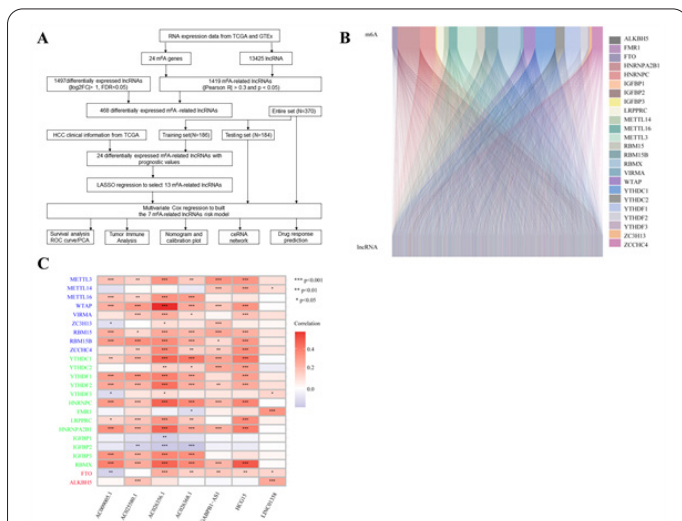 A
RNA expression data from TCGA and GTEx
24 m⁶A genes
13425 lncRNA
1497differentially expressed lncRNAs
(|log2FC|> 1, FDR<0.05)
1419 m⁶A-related lncRNAs
(|Pearson R| > 0.3 and p < 0.05)
468 differentially expressed m⁶A -related lncRNAs
Entire set (N=370)
HCC clinical information from TCGA
Training set(N=186)
Testing set (N=184)
24 differentially expressed m⁶A-related lncRNAs with
prognostic values
LASSO regression to select 13 m⁶A-related lncRNAs
Multivariate Cox regression to built
the 7 m⁶A-related lncRNAs risk model
Survival analysis
ROC curve/PCA
Tumor immune
Analysis
Nomogram and
calibration plot
ceRNA
network
Drug response
prediction
B
m6A
lncRNA
ALKBH5
FMR1
FTO
HNRNPA2B1
HNRNPC
IGFBP1
IGFBP2
IGFBP3
LRPPRC
METTL14
METTL16
METTL3
RBM15
RBM15B
RBMX
VIRMA
WTAP
YTHDC1
YTHDC2
YTHDF1
YTHDF2
YTHDF3
ZC3H13
ZCCHC4
C
METTL3
METTL14
METTL16
WTAP
VIRMA
ZC3H13
RBM15
RBM15B
ZCCHC4
YTHDC1
YTHDC2
YTHDF1
YTHDF2
YTHDF3
HNRNPC
FMR1
LRPPRC
HNRNPA2B1
IGFBP1
IGFBP2
IGFBP3
RBMX
FTO
ALKBH5
*** p<0.001
** p<0.01
* p<0.05
Correlation
0.4
0.2
0.0
HCG15
LINC01358